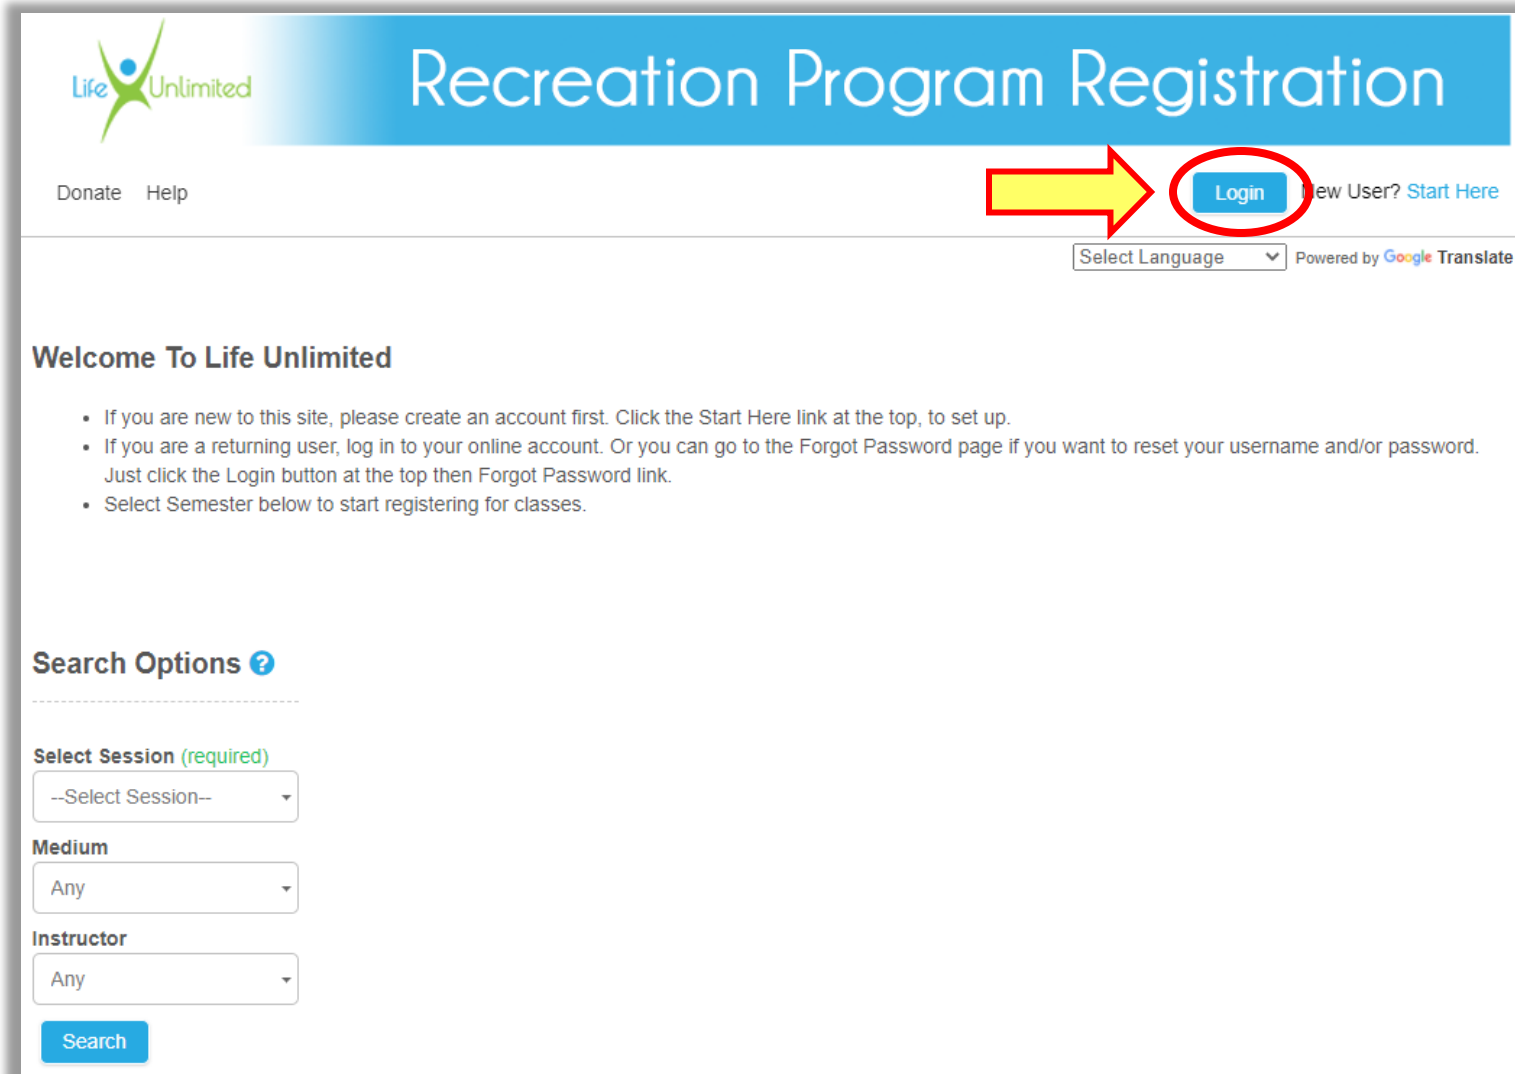 Life Unlimited
Recreation Program Registration
Donate Help
Login New User? Start Here
Select Language Powered by Google Translate
Welcome To Life Unlimited
• If you are new to this site, please create an account first. Click the Start Here link at the top, to set up.
• If you are a returning user, log in to your online account. Or you can go to the Forgot Password page if you want to reset your username and/or password.
Just click the Login button at the top then Forgot Password link.
• Select Semester below to start registering for classes.
Search Options ?
Select Session (required)
--Select Session--
Medium
Any
Instructor
Any
Search